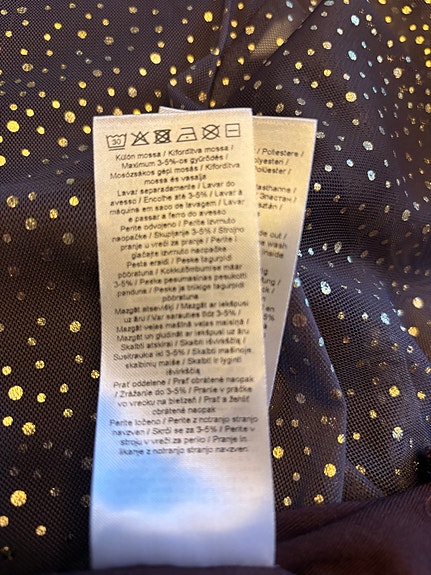 30
Külön mossa / Kifordítva mossa /
Maximum 3-5%-os gyűrődés /
Mosózsákos gépi mosás / Kifordítva
mossa és vasalja
Lavar separadamente / Lavar do
avesso / Encolhe até 3-5% / Lavar à
máquina em saco de lavagem / Lavar
e passar a ferro do avesso
Perite odvojeno / Perite izvrnuto
naopačke / Skupljanje 3-5% / Strojno
pranje u vreći za pranje / Perite i
glačajte izvrnuto naopačke
Pesta eraldi / Peske tagurpidi
pööratuna / Kokkutõmbumise määr
3-5% / Peske pesumasinas pesukoti
panduna / Peske ja triikige tagurpidi
pööratuna
Mazgāt atsevišķi / Mazgāt ar iekšpusi
uz āru / Var sarauties līdz 3-5% /
Mazgāt veļas mašīnā veļas maisiņā /
Mazgāt un gludināt ar iekšpusi uz āru
Skalbti atskirai / Skalbti išvirkščią /
Susitraukia iki 3-5% / Skalbti mašinoje,
skalbinių maiše / Skalbti ir lyginti
išvirkščią
Prať oddelene / Prať obrátené naopak
/ Zrážanie do 3-5% / Pranie v práčke
vo vrecku na bielizeň / Prať a žehliť
obrátené naopak
Perite ločeno / Perite z notranjo stranjo
navzven / Skrči se za 3-5% / Perite v
stroju v vreči za perilo / Pranje in
likanje z notranjo stranjo navzven
/ Poliestere /